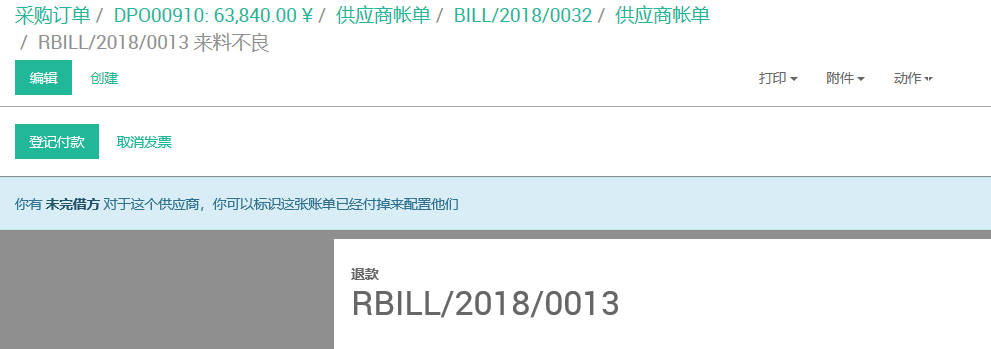 采购订单 / DPO00910: 63,840.00 ¥ / 供应商帐单 / BILL/2018/0032 / 供应商帐单
/ RBILL/2018/0013 来料不良
编辑 创建 打印 附件 动作
登记付款 取消发票
你有 未完借方 对于这个供应商，你可以标识这张账单已经付掉来配置他们
退款
RBILL/2018/0013